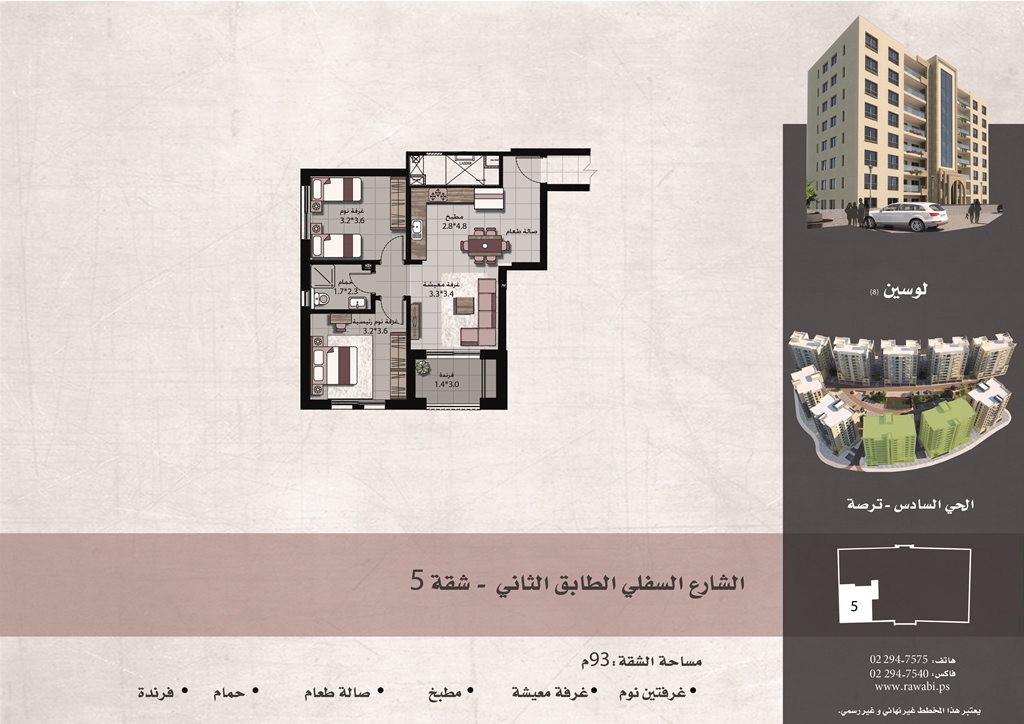 غرفة نوم
3.2*3.6
مطبخ
2.8*4.8
صالة طعام
حمام
1.7*2.3
غرفة معيشة
3.3*3.4
غرفة نوم رئيسية
3.2*3.6
فرندة
1.4*3.0
لوسين (8)
الحي السادس - ترصة
5
هاتف: 02 294-7575
فاكس: 02 294-7540
www.rawabi.ps
يعتبر هذا المخطط غير نهائي و غير رسمي.
الشارع السفلي الطابق الثاني - شقة 5
مساحة الشقة : 93م
• غرفتين نوم • غرفة معيشة • مطبخ • صالة طعام • حمام • فرندة